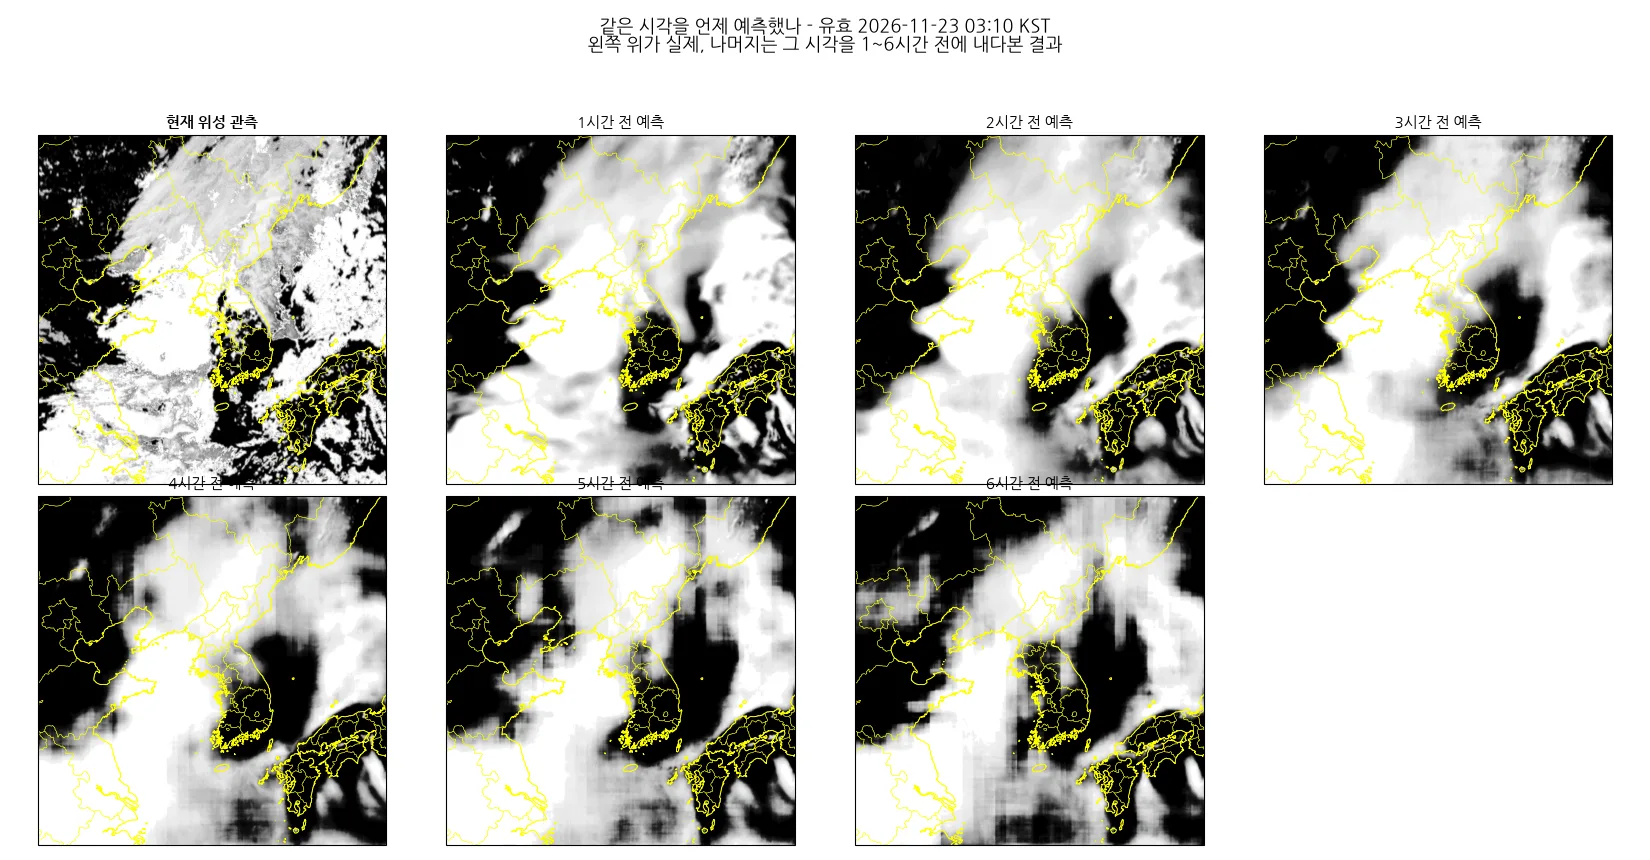 같은 시각을 언제 예측했나 - 유효 2026-11-23 03:10 KST
왼쪽 위가 실제, 나머지는 그 시각을 1~6시간 전에 내다본 결과
현재 위성 관측
1시간 전 예측
2시간 전 예측
3시간 전 예측
4시간 전 예측
5시간 전 예측
6시간 전 예측